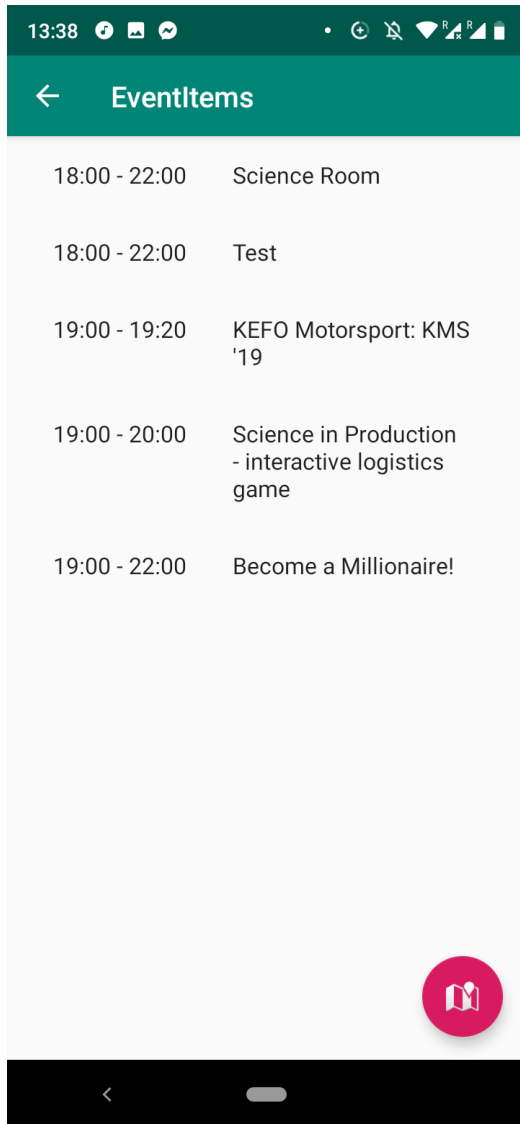 13:38
R R
EventItems
18:00 - 22:00 Science Room
18:00 - 22:00 Test
19:00 - 19:20 KEFO Motorsport: KMS
'19
19:00 - 20:00 Science in Production
- interactive logistics
game
19:00 - 22:00 Become a Millionaire!